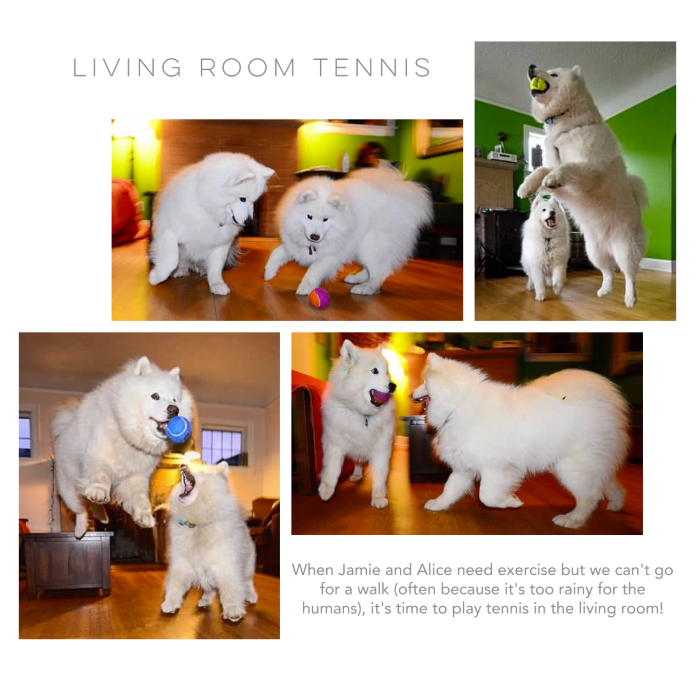 LIVING ROOM TENNIS
When Jamie and Alice need exercise but we can't go
for a walk (often because it's too rainy for the
humans), it's time to play tennis in the living room!